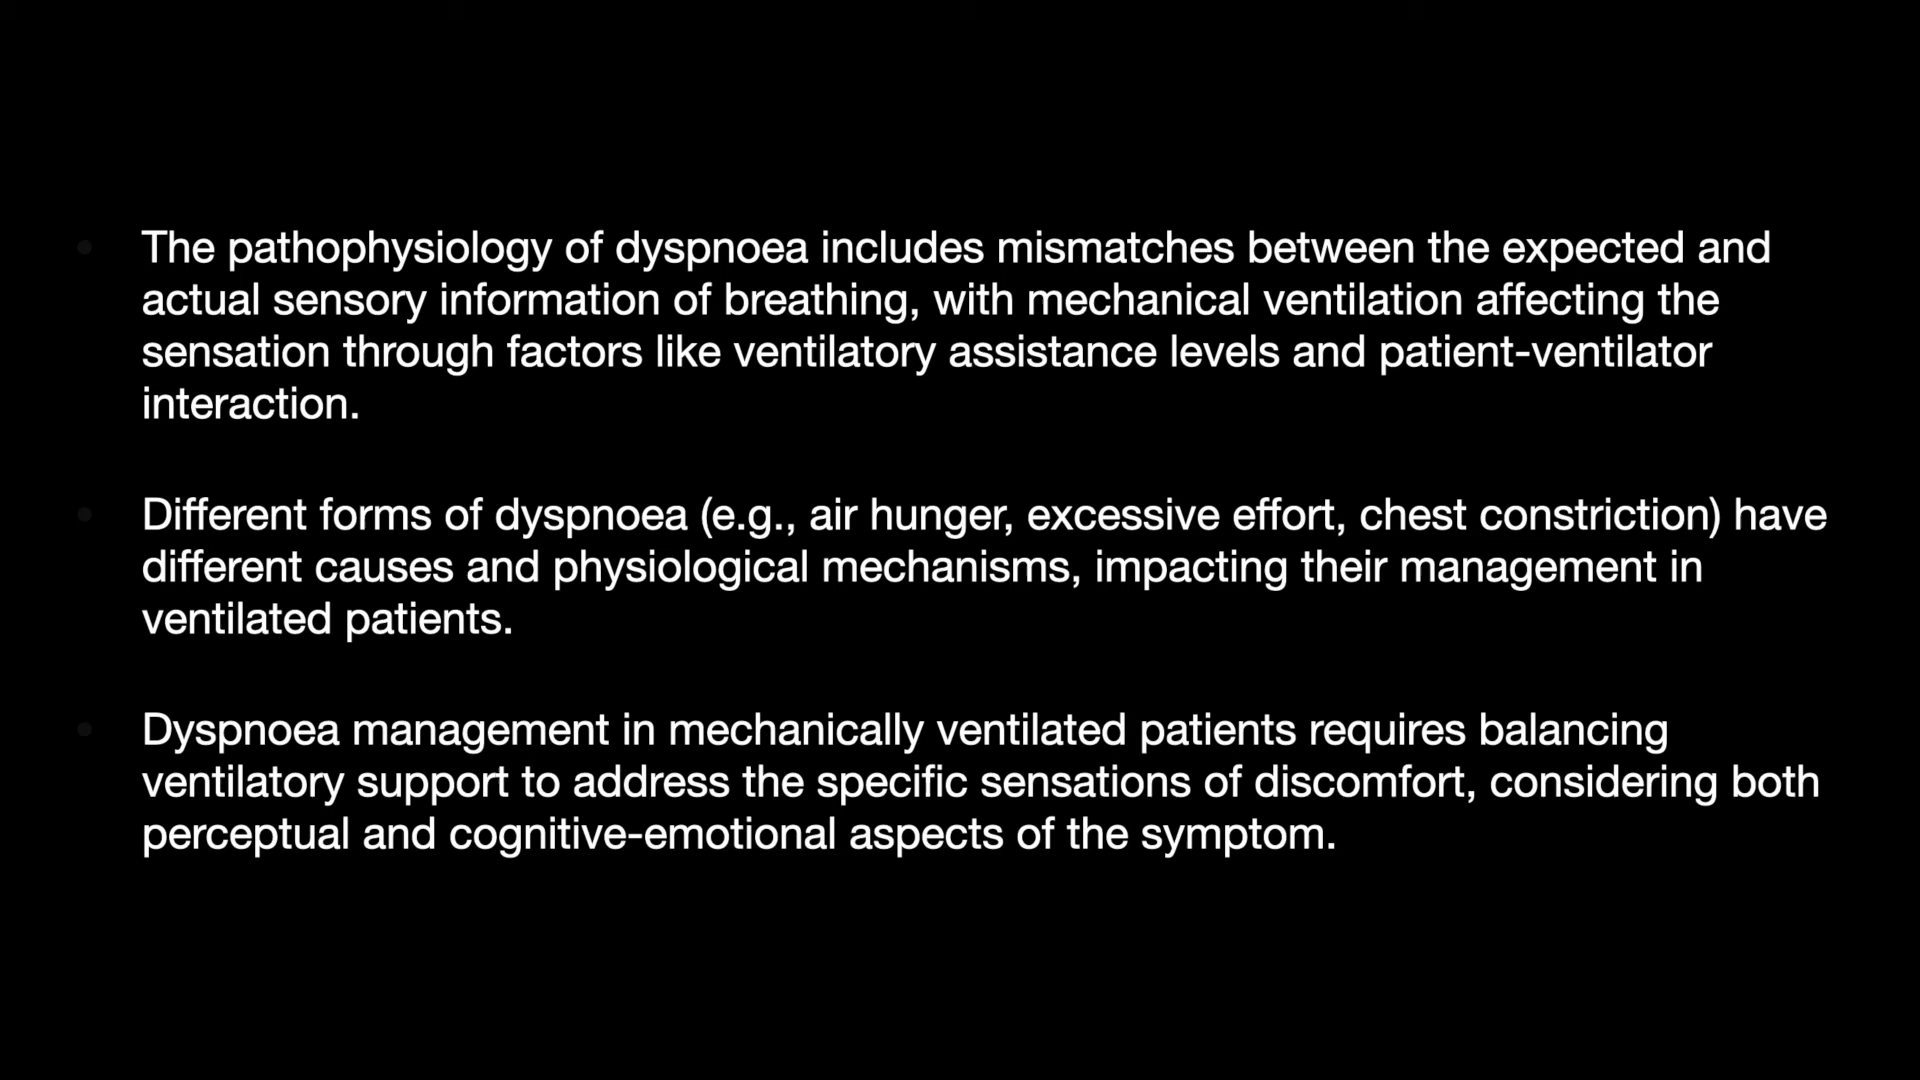 • The pathophysiology of dyspnoea includes mismatches between the expected and
actual sensory information of breathing, with mechanical ventilation affecting the
sensation through factors like ventilatory assistance levels and patient-ventilator
interaction.
• Different forms of dyspnoea (e.g., air hunger, excessive effort, chest constriction) have
different causes and physiological mechanisms, impacting their management in
ventilated patients.
• Dyspnoea management in mechanically ventilated patients requires balancing
ventilatory support to address the specific sensations of discomfort, considering both
perceptual and cognitive-emotional aspects of the symptom.